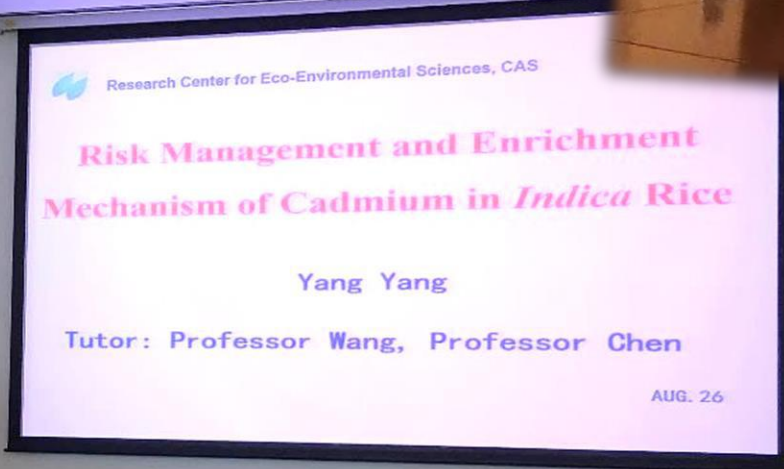 Research Center for Eco-Environmental Sciences, CAS
Risk Management and Enrichment
Mechanism of Cadmium in Indica Rice
Yang Yang
Tutor: Professor Wang, Professor Chen
AUG. 26